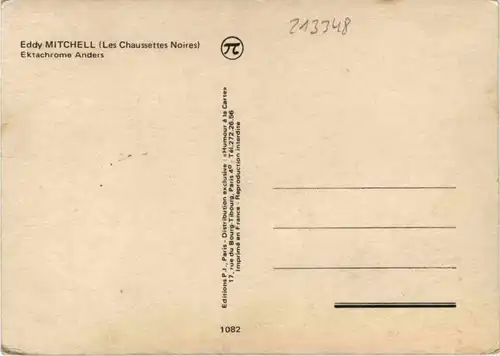 Eddy MITCHELL (Les Chaussettes Noires)
Ektachrome Anders
π
213348
Editions P.J., Paris - Distribution exclusive : «Humour à la Carte»
17, rue du Bourg-Tibourg, Paris 4º - Tél. 272.26.56
Imprimé en France - Reproduction interdite
1082